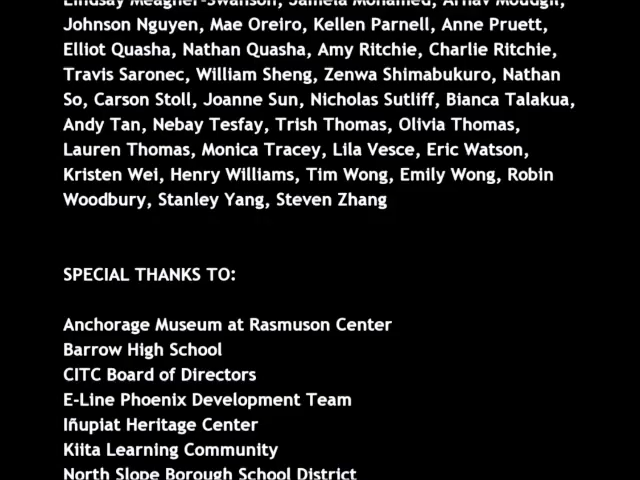 Lindsay Meagher-Swanson, Jamela Mohamed, Arnav Moudgil,
Johnson Nguyen, Mae Oreiro, Kellen Parnell, Anne Pruett,
Elliot Quasha, Nathan Quasha, Amy Ritchie, Charlie Ritchie,
Travis Saronec, William Sheng, Zenwa Shimabukuro, Nathan
So, Carson Stoll, Joanne Sun, Nicholas Sutliff, Bianca Talakua,
Andy Tan, Nebay Tesfay, Trish Thomas, Olivia Thomas,
Lauren Thomas, Monica Tracey, Lila Vesce, Eric Watson,
Kristen Wei, Henry Williams, Tim Wong, Emily Wong, Robin
Woodbury, Stanley Yang, Steven Zhang
SPECIAL THANKS TO:
Anchorage Museum at Rasmuson Center
Barrow High School
CITC Board of Directors
E-Line Phoenix Development Team
Iñupiat Heritage Center
Kiita Learning Community
North Slope Borough School District